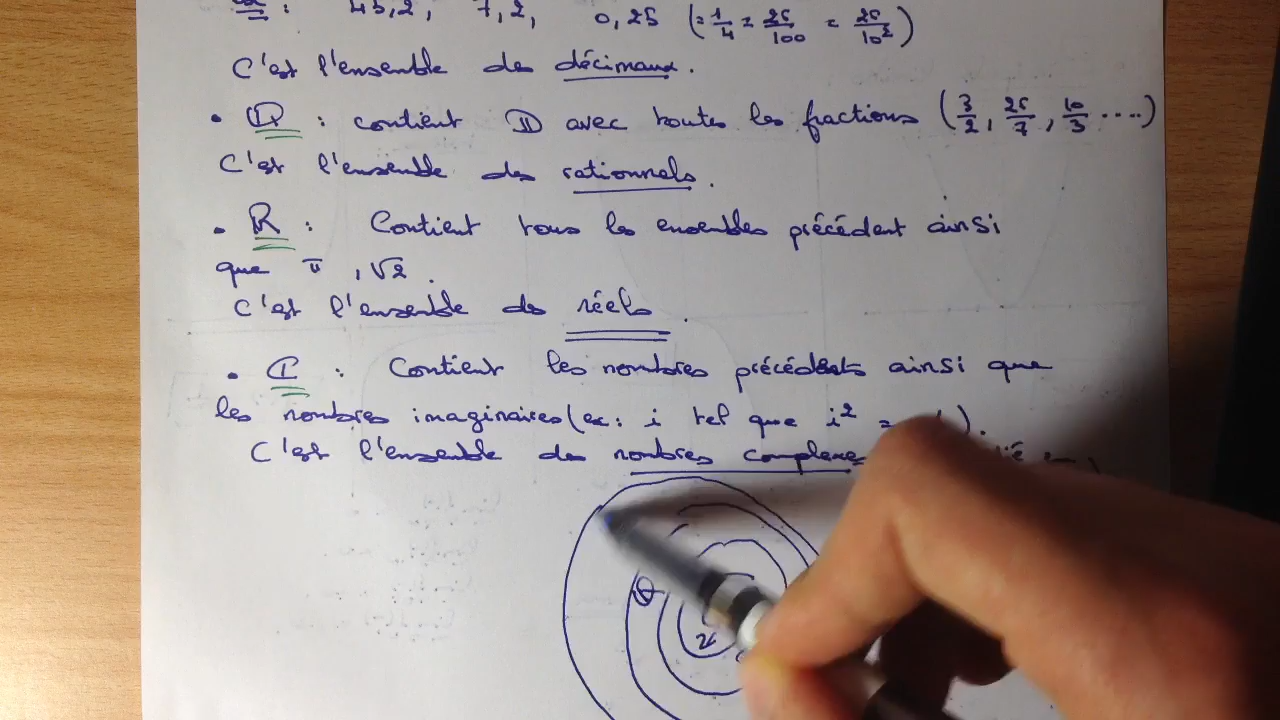 Ex : 45,2, 7,2, 0,25 (=1/4 = 25/100 = 25/10²)
C'est l'ensemble des décimaux.
• ℚ : contient 𝔻 avec toutes les fractions (3/2, 25/7, 10/3 ....)
C'est l'ensemble des rationnels.
• ℝ : Contient tous les ensembles précédent ainsi
que π, √2.
C'est l'ensemble des réels.
• ℂ : Contient les nombres précédents ainsi que
les nombres imaginaires (ex: i tel que i² =
C'est l'ensemble des nombres complexes
ℚ
ℤ